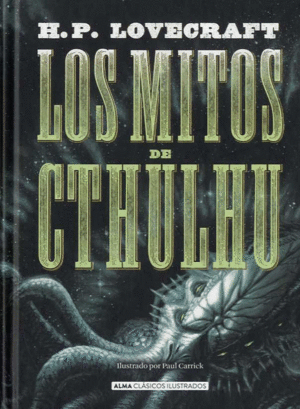 H.P. LOVECRAFT
LOS MITOS
DE
CTHULHU
Ilustrado por Paul Carrick
ALMA CLÁSICOS ILUSTRADOS